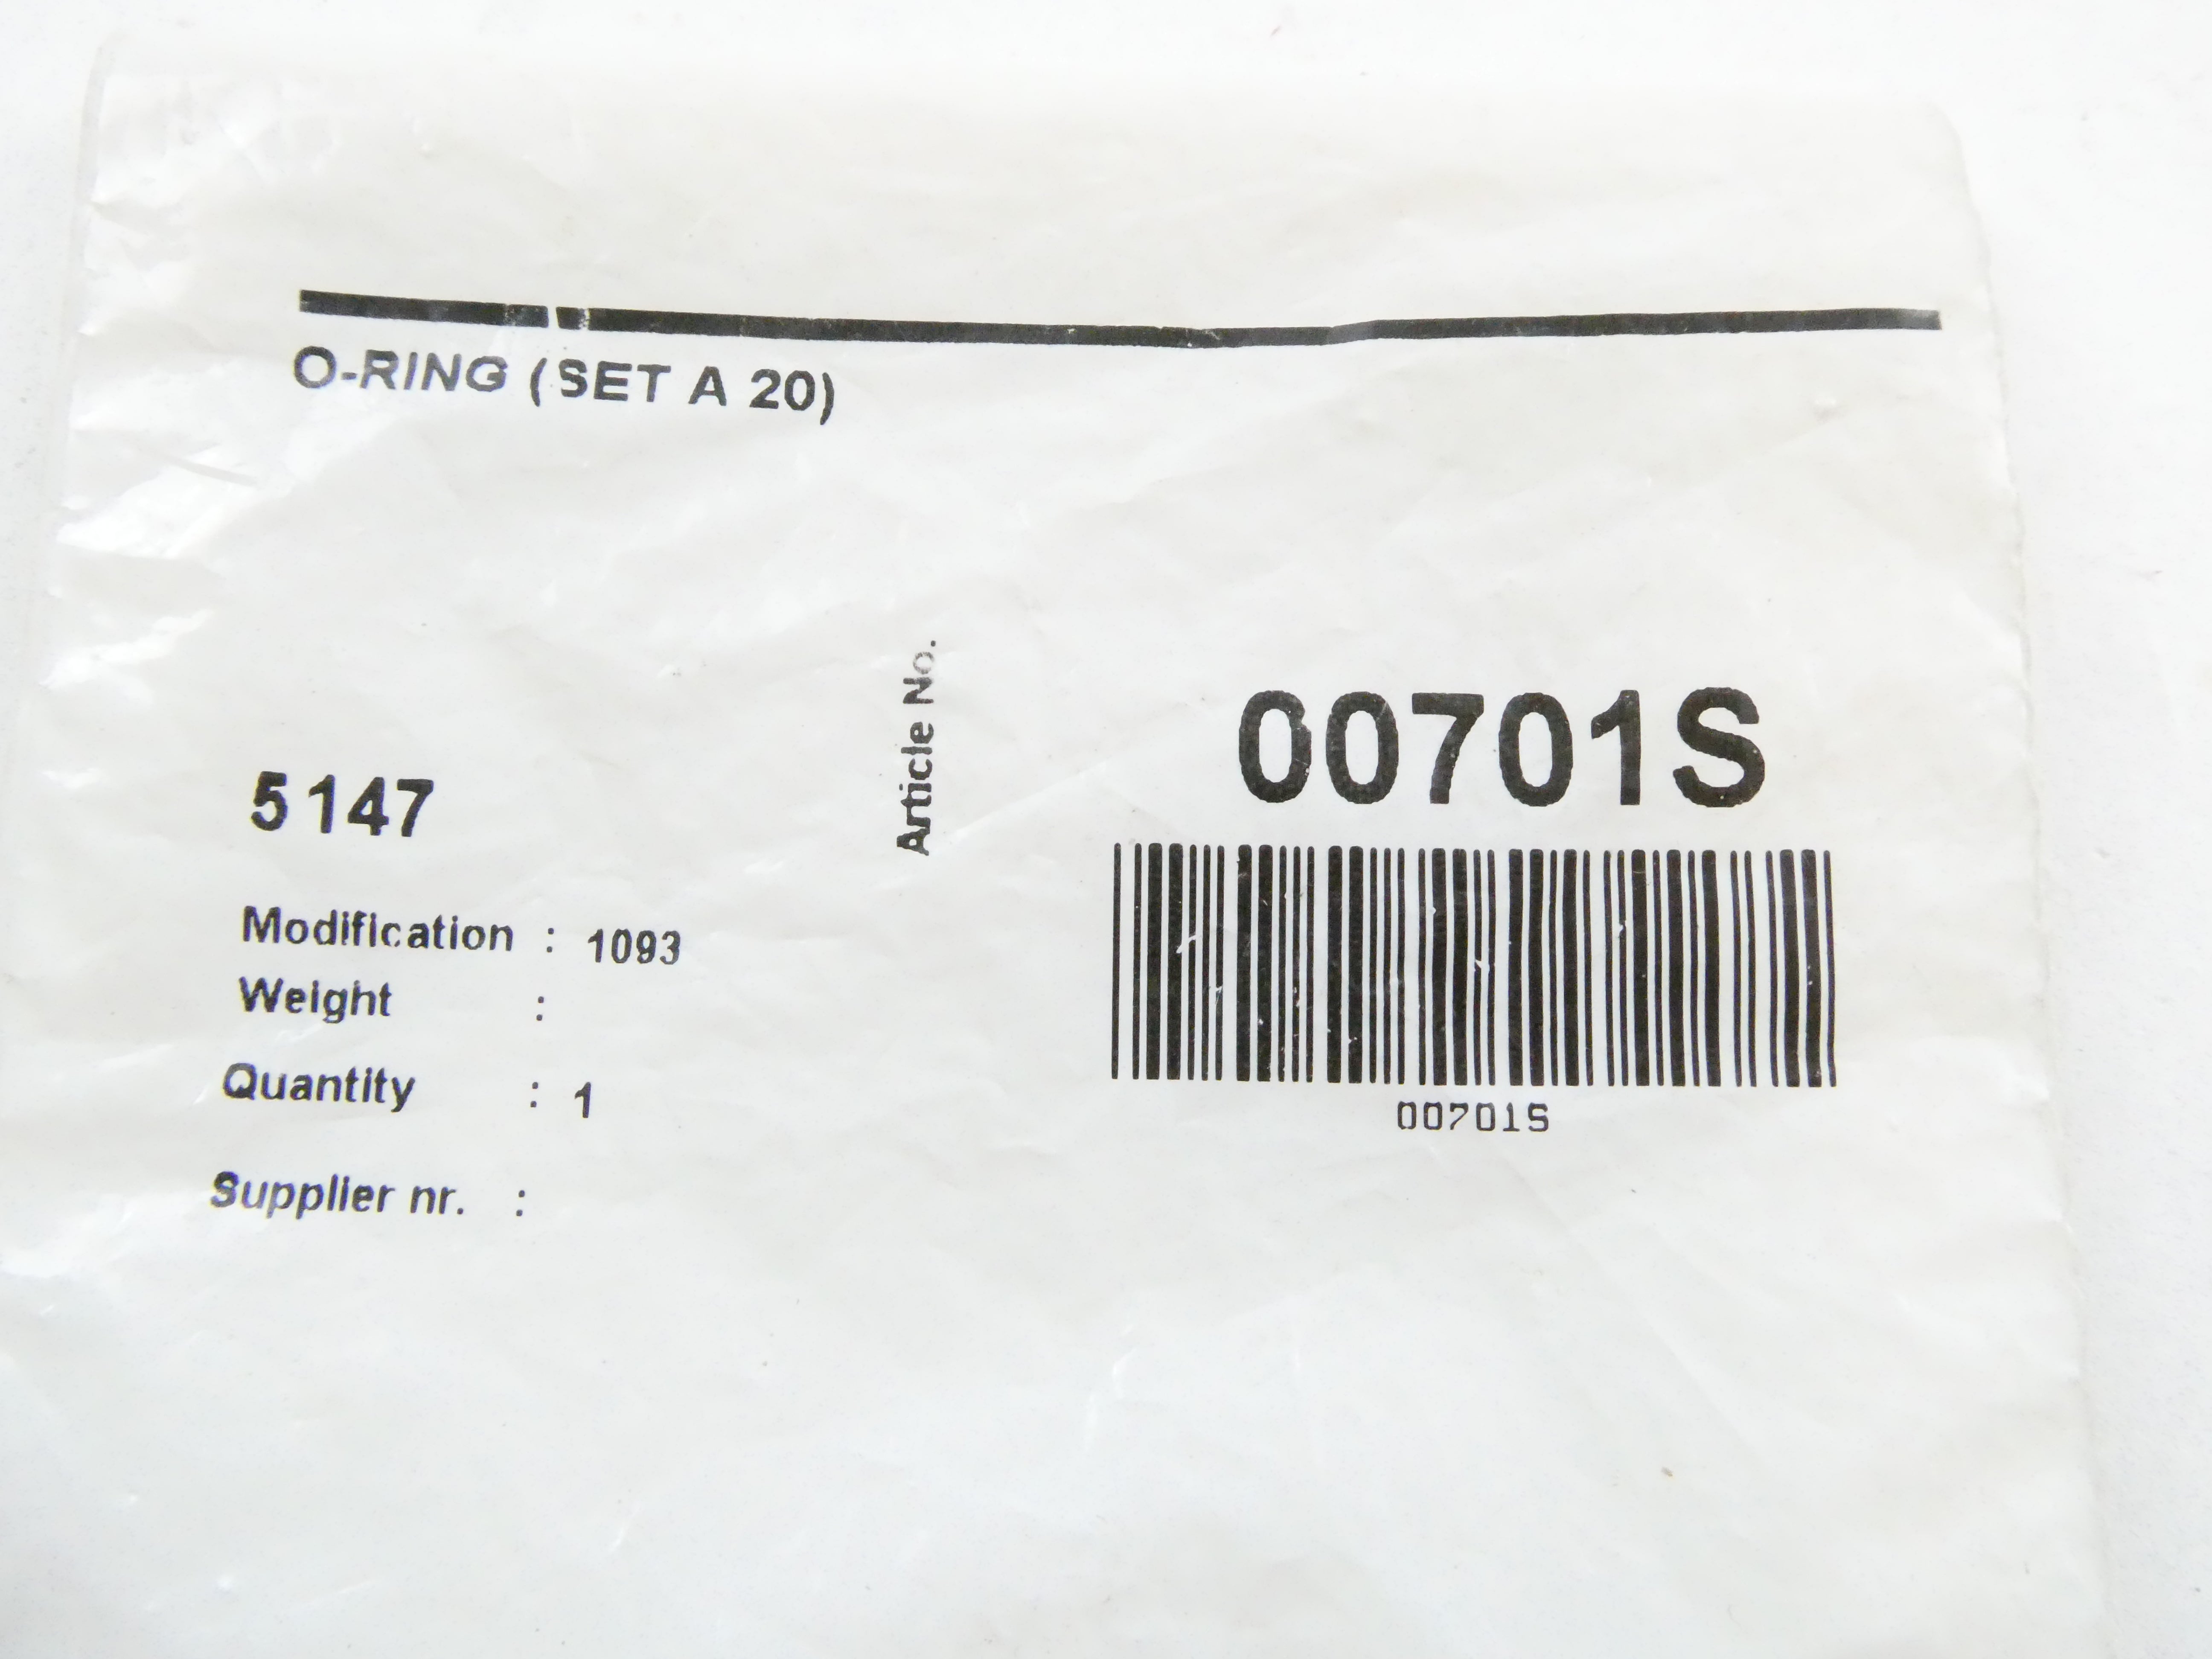 O-RING (SET A 20)
Article No.
00701S
5147
Modification : 1093
Weight :
Quantity : 1
00701S
Supplier nr. :